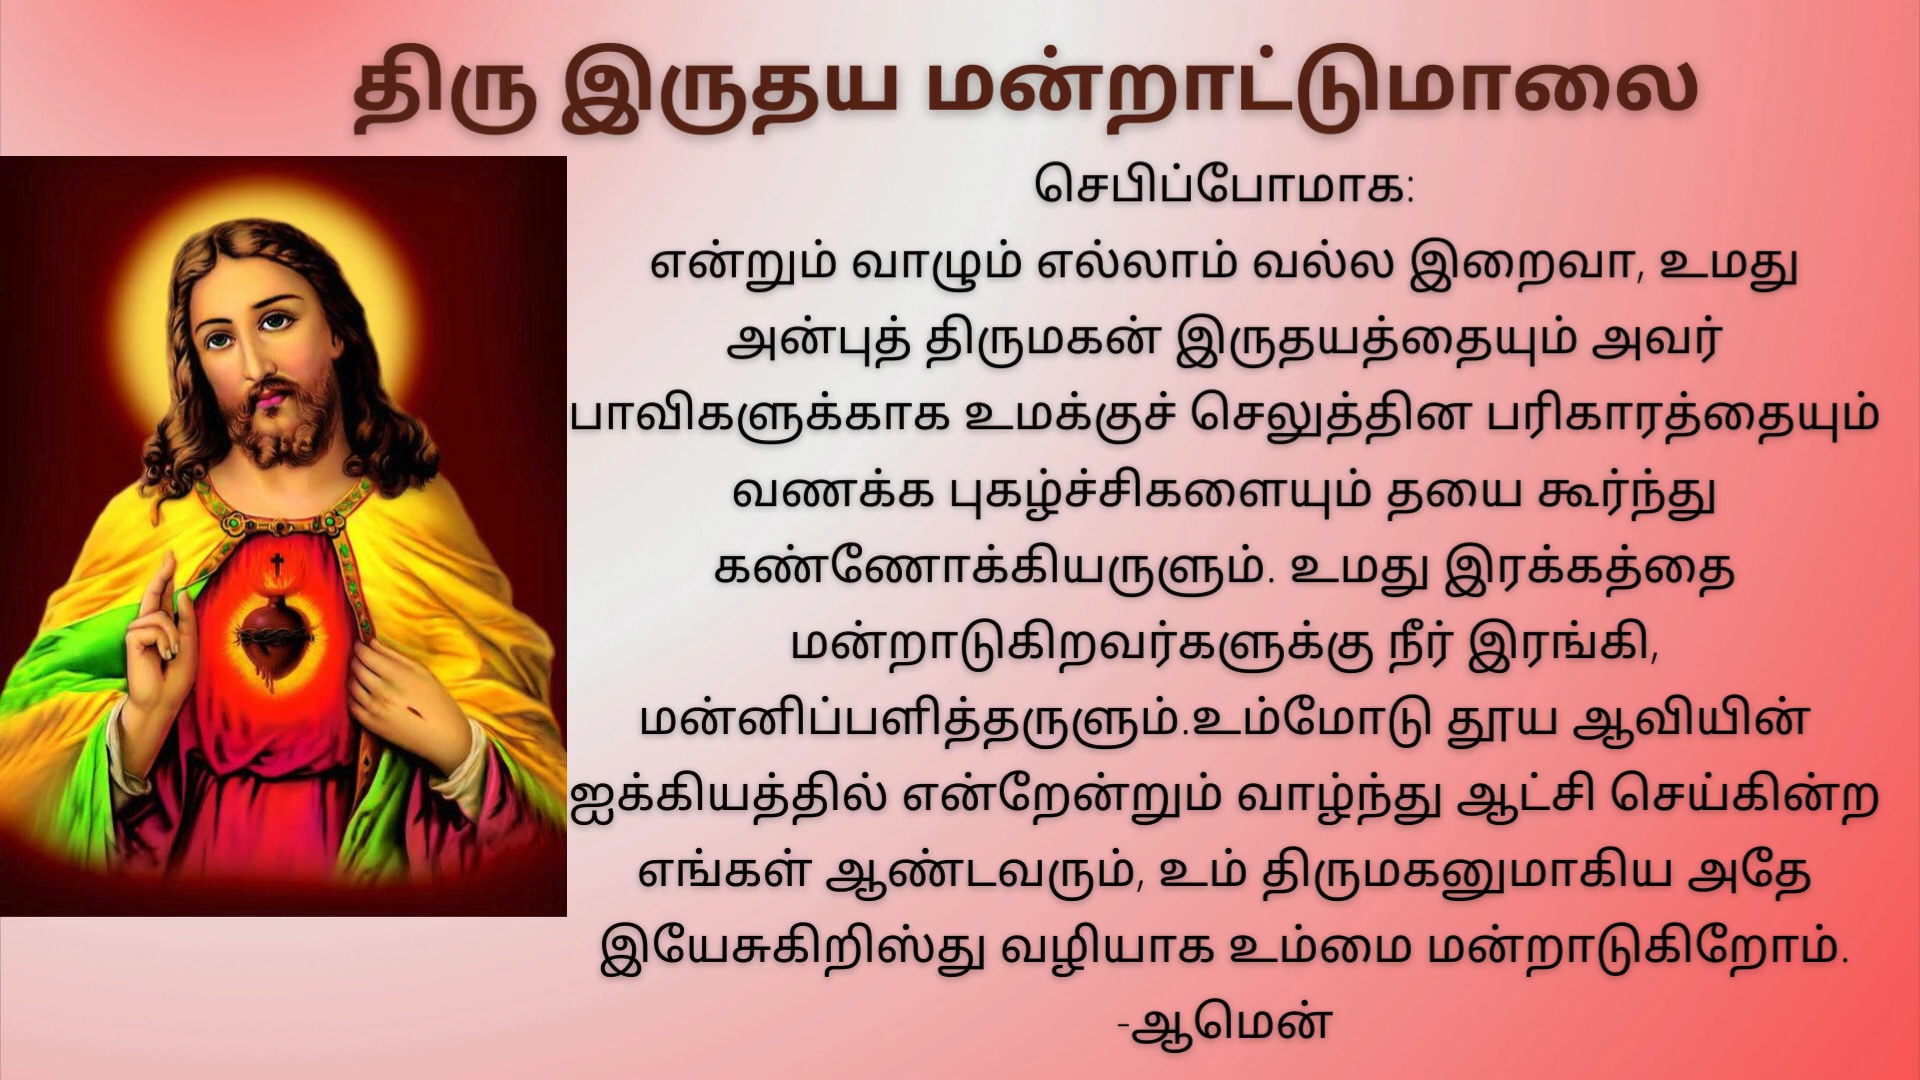 திரு இருதய மன்றாட்டுமாலை
செபிப்போமாக:
என்றும் வாழும் எல்லாம் வல்ல இறைவா, உமது
அன்புத் திருமகன் இருதயத்தையும் அவர்
பாவிகளுக்காக உமக்குச் செலுத்தின பரிகாரத்தையும்
வணக்க புகழ்ச்சிகளையும் தயை கூர்ந்து
கண்ணோக்கியருளும். உமது இரக்கத்தை
மன்றாடுகிறவர்களுக்கு நீர் இரங்கி,
மன்னிப்பளித்தருளும்.உம்மோடு தூய ஆவியின்
ஐக்கியத்தில் என்றேன்றும் வாழ்ந்து ஆட்சி செய்கின்ற
எங்கள் ஆண்டவரும், உம் திருமகனுமாகிய அதே
இயேசுகிறிஸ்து வழியாக உம்மை மன்றாடுகிறோம்.
-ஆமென்